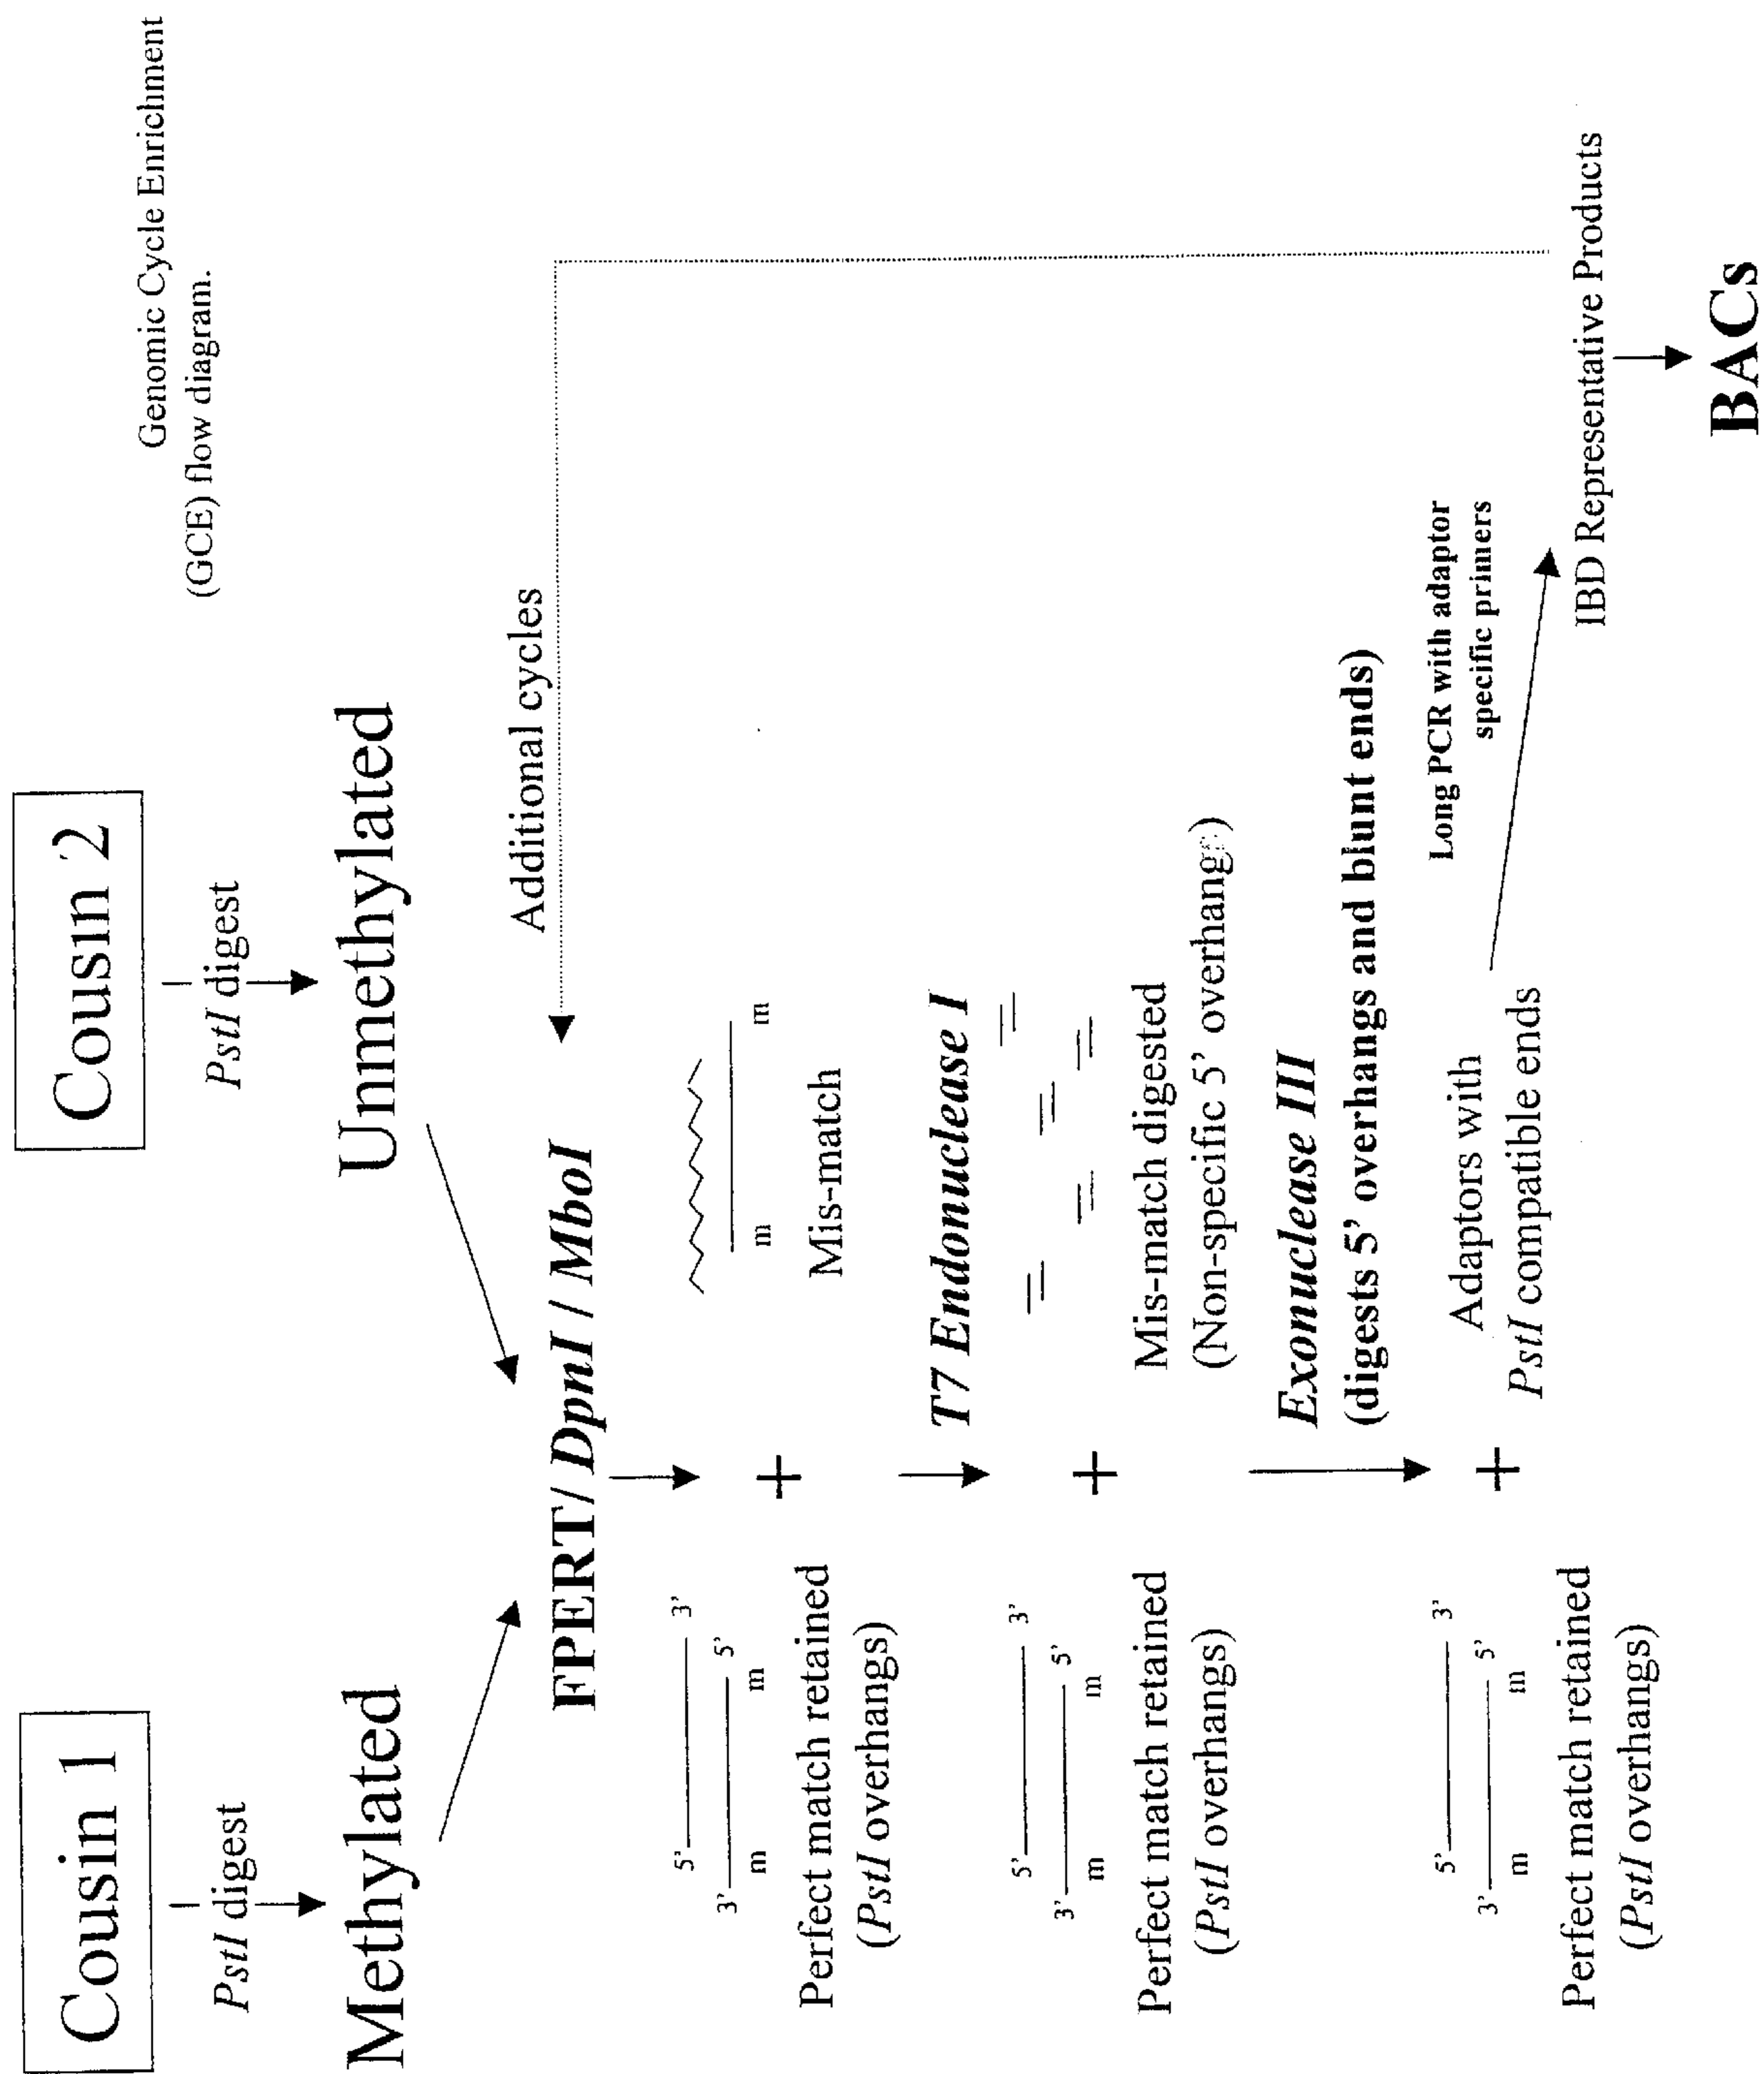 Genomic Cycle Enrichment
(GCE) flow diagram.
Cousin 1
Cousin 2
PstI digest
PstI digest
Methylated
Unmethylated
Additional cycles
FPERT/ DpnI / MboI
5’ 3’
3’ 5’
m m
Perfect match retained
(PstI overhangs)
+
m m
Mis-match
T7 Endonuclease I
5’ 3’
3’ 5’
m m
Perfect match retained
(PstI overhangs)
+
Mis-match digested
(Non-specific 5’ overhangs)
Exonuclease III
(digests 5’ overhangs and blunt ends)
5’ 3’
3’ 5’
m m
Perfect match retained
(PstI overhangs)
+
Adaptors with
PstI compatible ends
Long PCR with adaptor
specific primers
IBD Representative Products
BACs